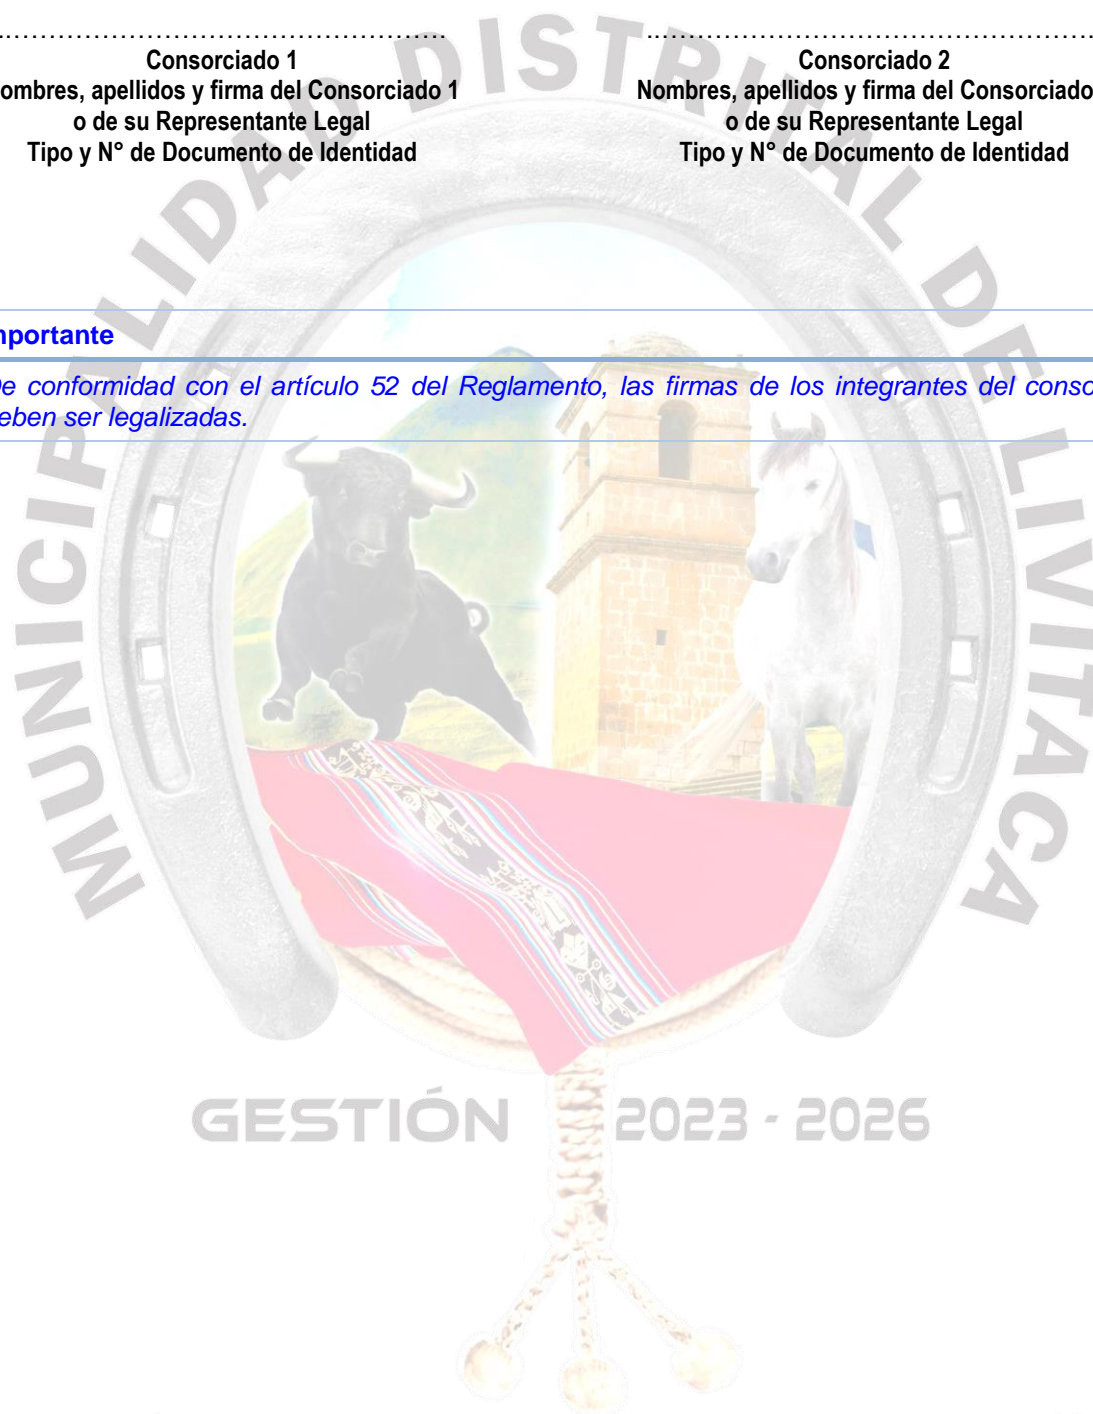 Consorciado 1
ombres, apellidos y firma del Consorciado 1
o de su Representante Legal
Tipo y N° de Documento de Identidad
Consorciado 2
Nombres, apellidos y firma del Consorciado
o de su Representante Legal
Tipo y N° de Documento de Identidad
mportante
De conformidad con el artículo 52 del Reglamento, las firmas de los integrantes del conso
eben ser legalizadas.
MUNICIPALIDAD DISTRITAL DE LIVITACA
GESTIÓN 2023 - 2026